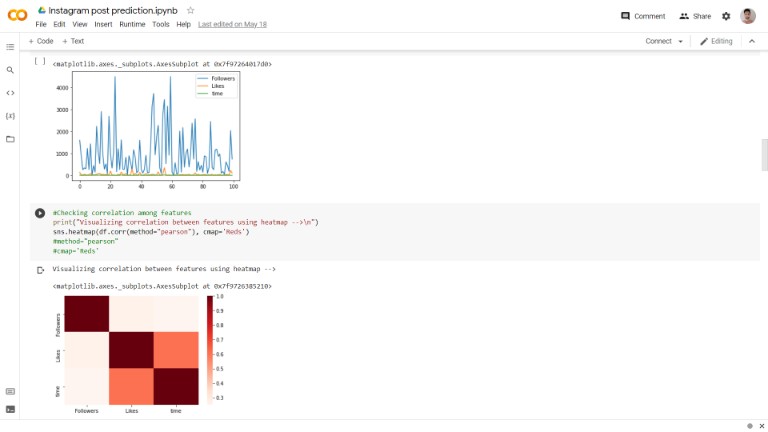 Instagram post prediction.ipynb
File Edit View Insert Runtime Tools Help Last edited on May 18
Comment Share
+ Code + Text
Connect Editing
[ ]
<matplotlib.axes._subplots.AxesSubplot at 0x7f97264017d0>
Followers
Likes
time
4000
3000
2000
1000
0
0 20 40 60 80 100
#Checking correlation among features
print("Visualizing correlation between features using heatmap -->\n")
sns.heatmap(df.corr(method="pearson"), cmap='Reds')
#method="pearson"
#cmap='Reds'
Visualizing correlation between features using heatmap -->
<matplotlib.axes._subplots.AxesSubplot at 0x7f9726385210>
Followers
Likes
time
Followers Likes time
1.0
0.9
0.8
0.7
0.6
0.5
0.4
0.3